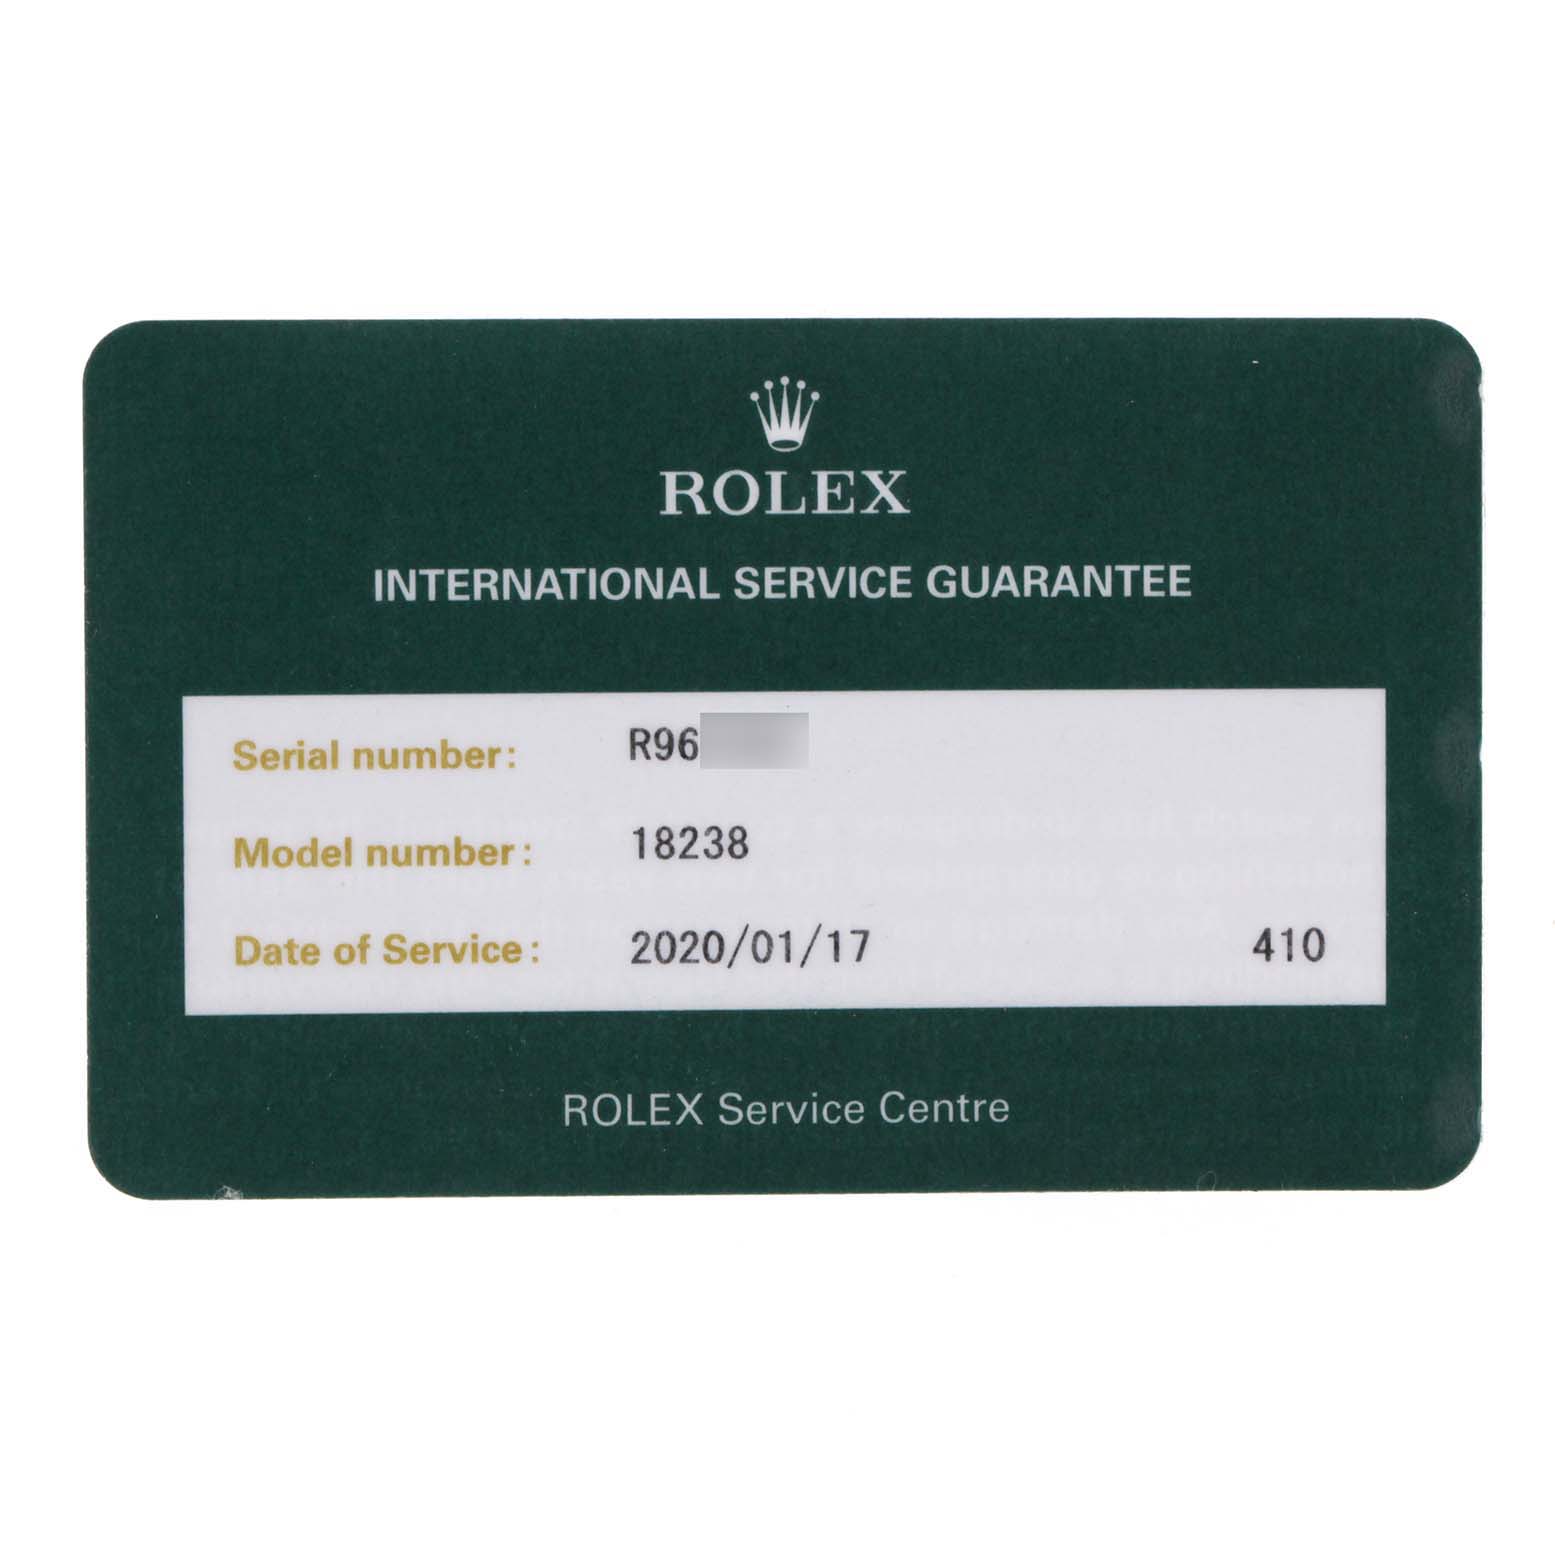 ROLEX
INTERNATIONAL SERVICE GUARANTEE
Serial number: R96
Model number: 18238
Date of Service: 2020/01/17 410
ROLEX Service Centre